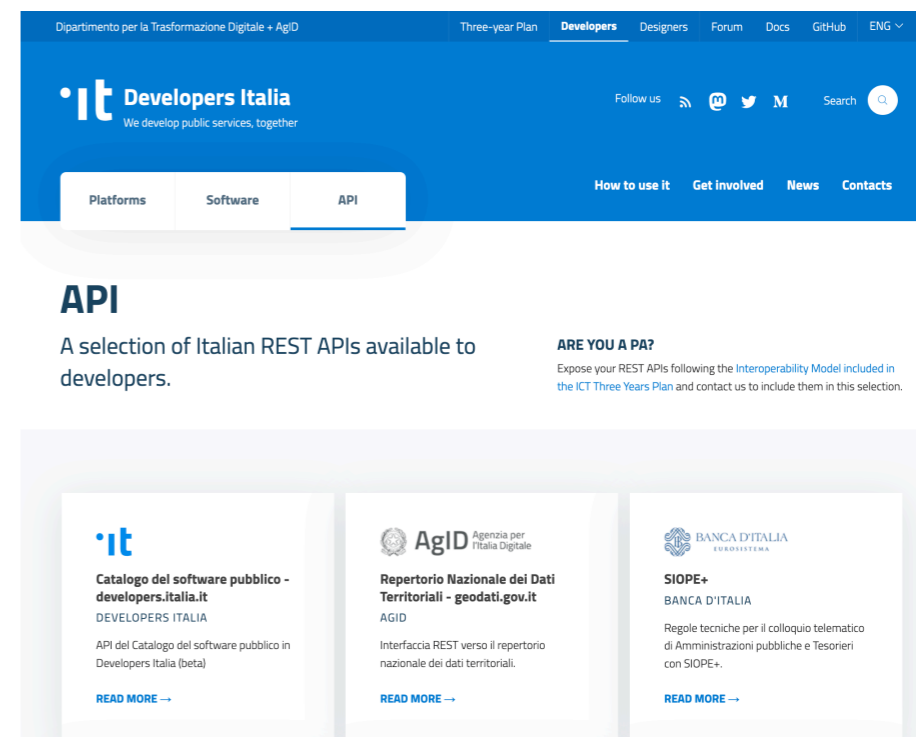 Dipartimento per la Trasformazione Digitale + AgID
Three-year Plan
Developers
Designers
Forum
Docs
GitHub
ENG
·it
Developers Italia
We develop public services, together
Follow us
M
Search
Platforms
Software
API
How to use it
Get involved
News
Contacts
API
A selection of Italian REST APIs available to
developers.
ARE YOU A PA?
Expose your REST APIs following the Interoperability Model included in
the ICT Three Years Plan and contact us to include them in this selection.
·it
Catalogo del software pubblico -
developers.italia.it
DEVELOPERS ITALIA
API del Catalogo del software pubblico in
Developers Italia (beta)
READ MORE →
AgID Agenzia per
l'Italia Digitale
Repertorio Nazionale dei Dati
Territoriali - geodati.gov.it
AGID
Interfaccia REST verso il repertorio
nazionale dei dati territoriali.
READ MORE →
BANCA D'ITALIA
EUROSISTEMA
SIOPE+
BANCA D'ITALIA
Regole tecniche per il colloquio telematico
di Amministrazioni pubbliche e Tesorieri
con SIOPE+.
READ MORE →